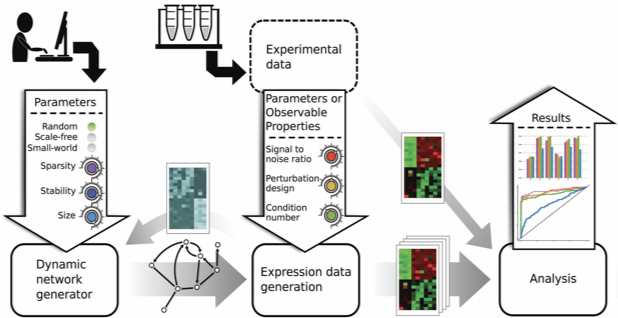 Experimental
data
Parameters
Random
Scale-free
Small-world
Sparsity
Stability
Size
Parameters or
Observable
Properties
Signal to
noise ratio
Perturbation
design
Condition
number
Results
Dynamic
network
generator
Expression data
generation
Analysis